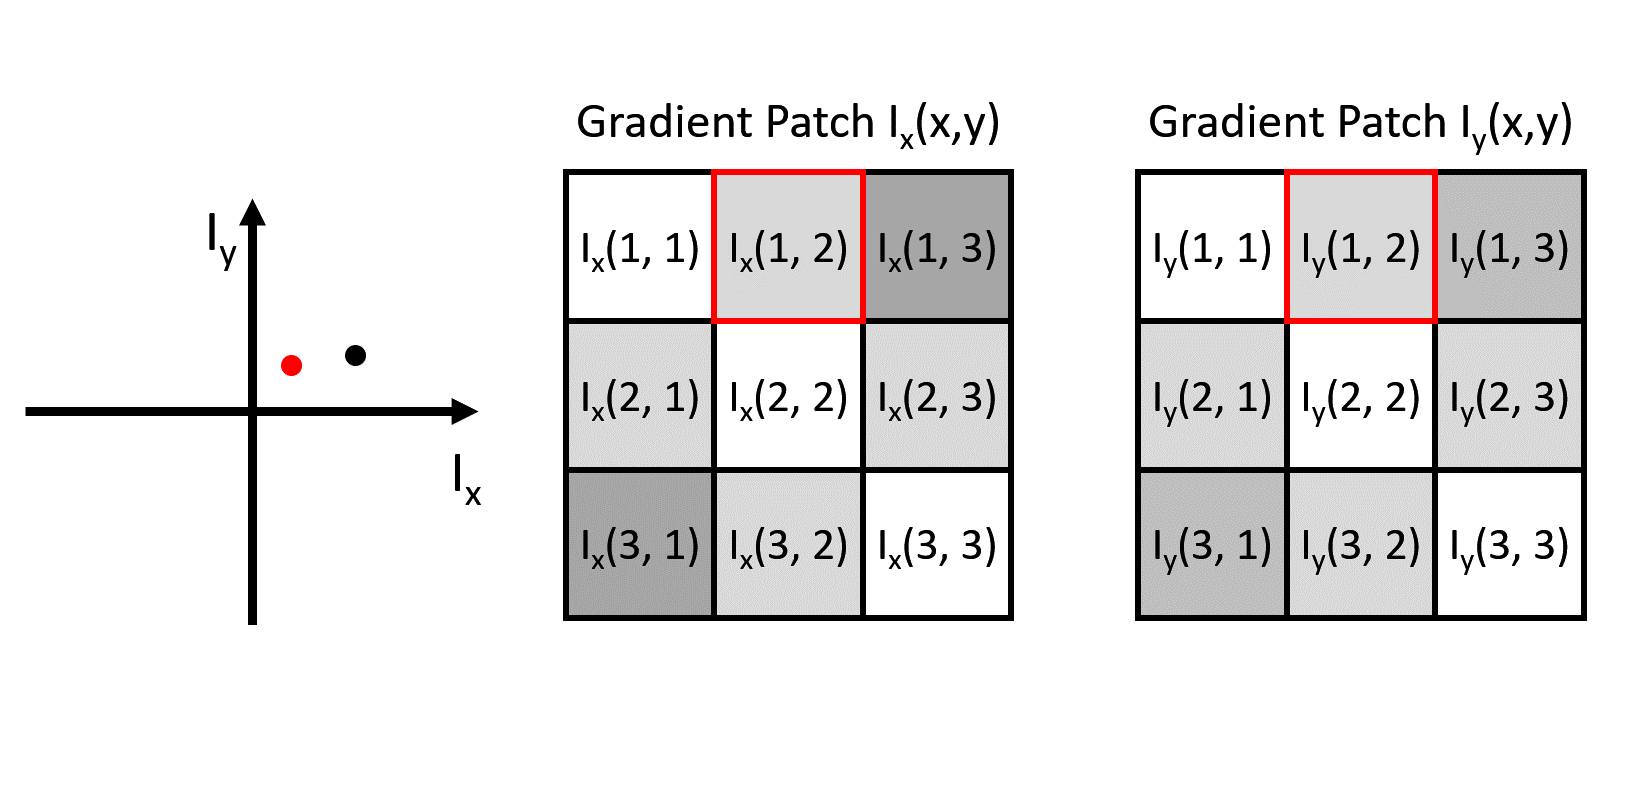 I_y
I_x
Gradient Patch I_x(x,y)
I_x(1, 1) I_x(1, 2) I_x(1, 3)
I_x(2, 1) I_x(2, 2) I_x(2, 3)
I_x(3, 1) I_x(3, 2) I_x(3, 3)
Gradient Patch I_y(x,y)
I_y(1, 1) I_y(1, 2) I_y(1, 3)
I_y(2, 1) I_y(2, 2) I_y(2, 3)
I_y(3, 1) I_y(3, 2) I_y(3, 3)